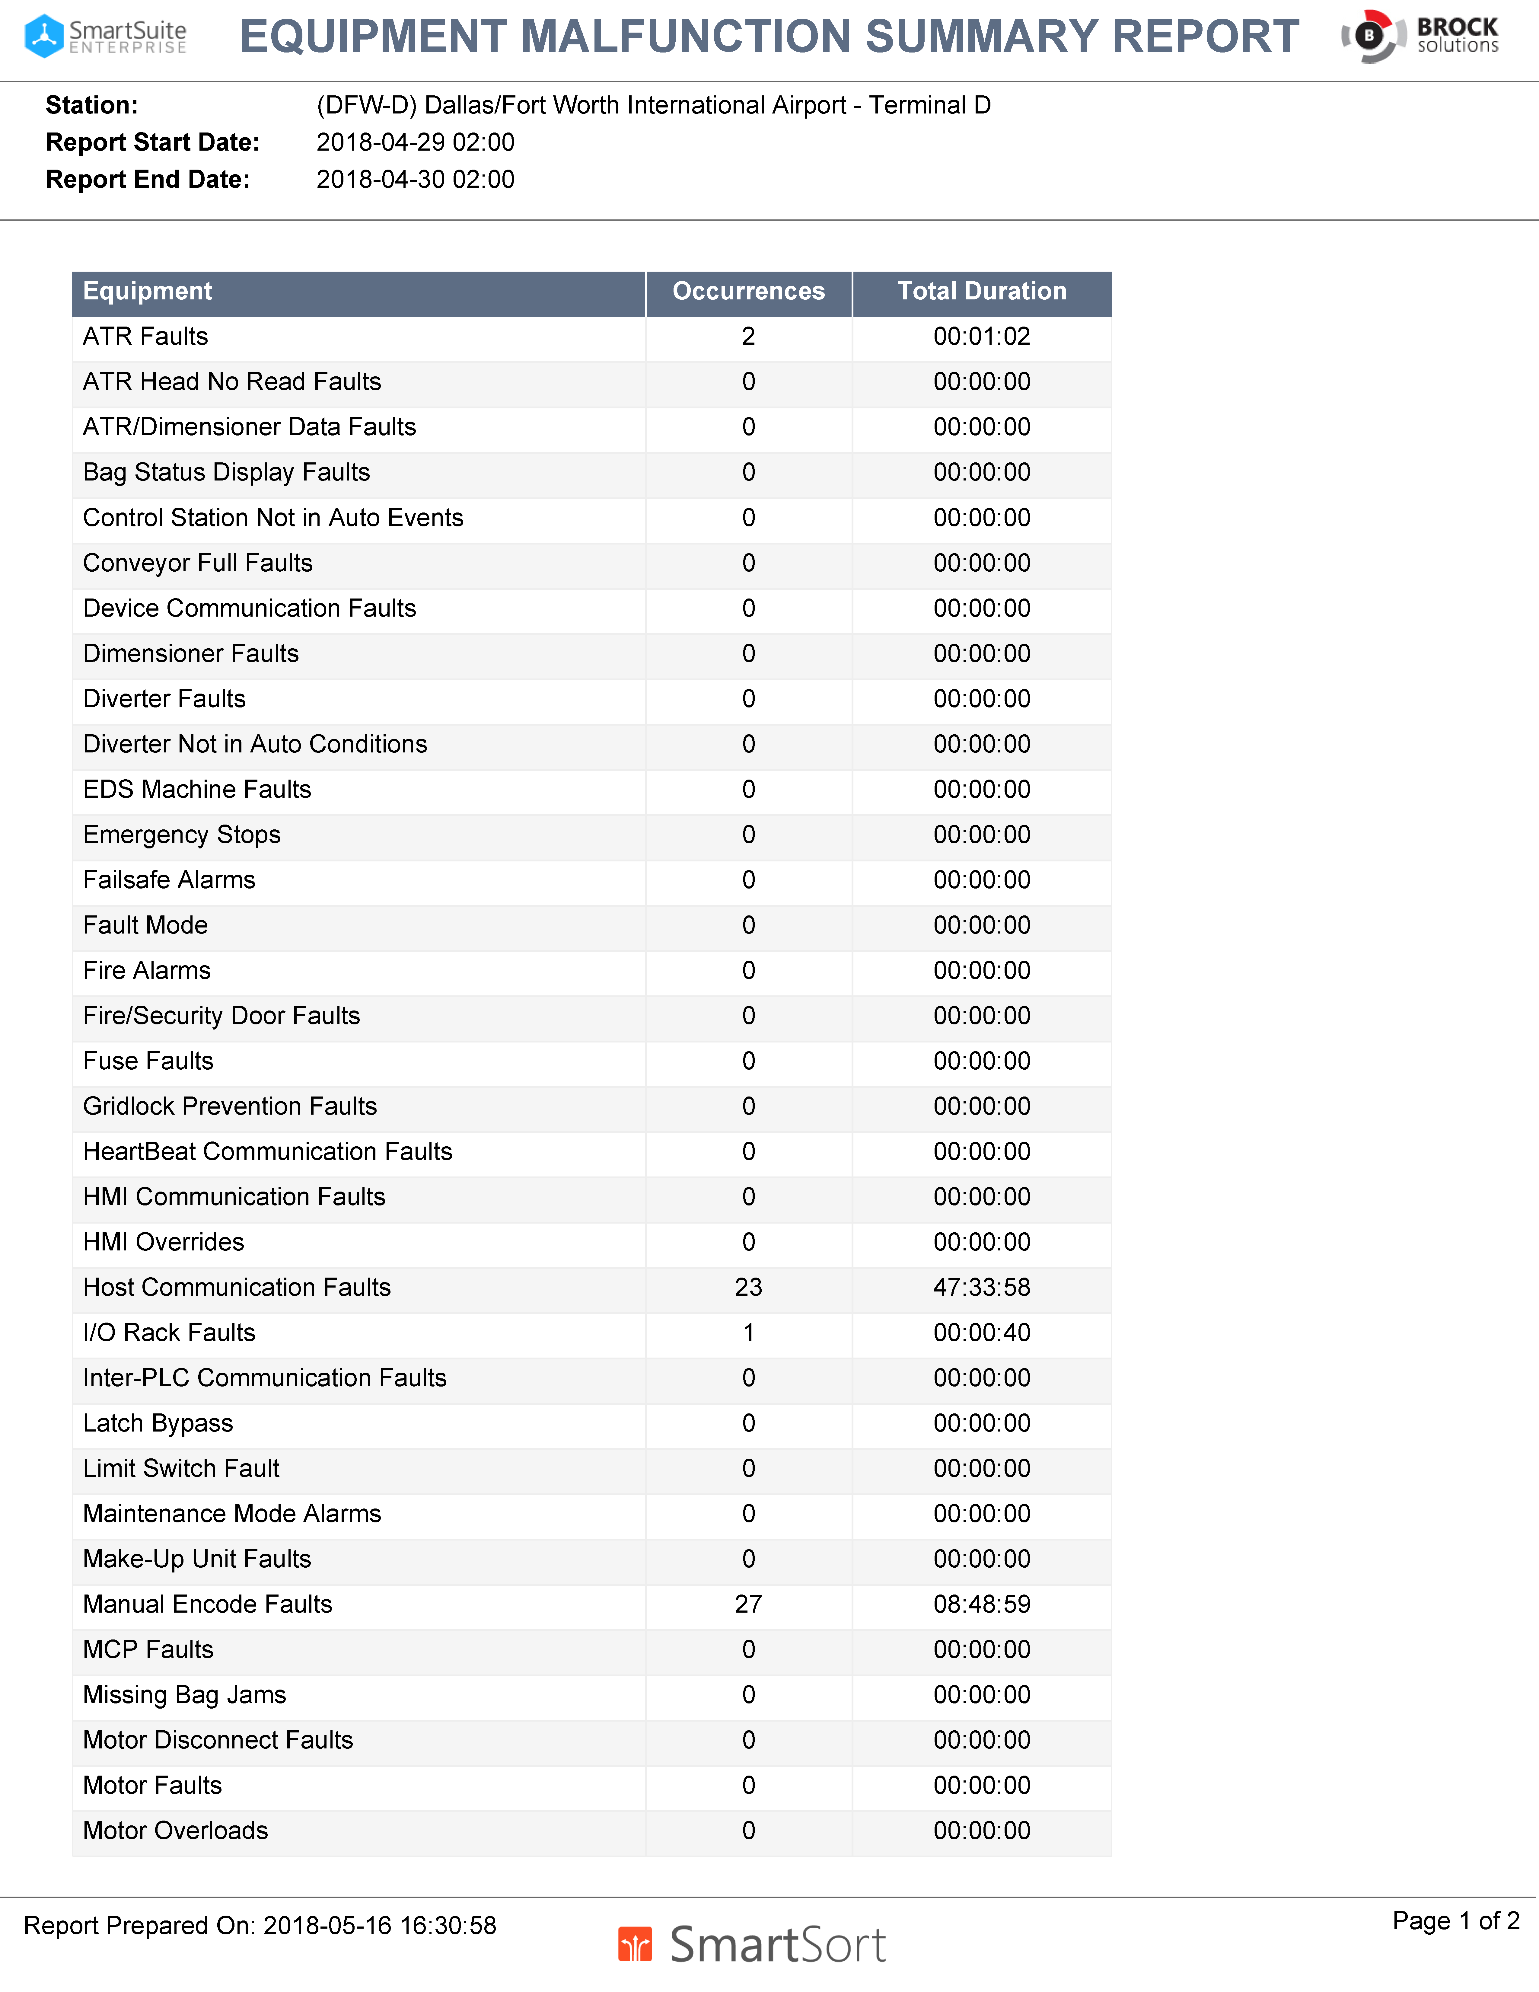 SmartSuite
ENTERPRISE
EQUIPMENT MALFUNCTION SUMMARY REPORT
B
BROCK
solutions
Station: (DFW-D) Dallas/Fort Worth International Airport - Terminal D
Report Start Date: 2018-04-29 02:00
Report End Date: 2018-04-30 02:00
Equipment Occurrences Total Duration
ATR Faults 2 00:01:02
ATR Head No Read Faults 0 00:00:00
ATR/Dimensioner Data Faults 0 00:00:00
Bag Status Display Faults 0 00:00:00
Control Station Not in Auto Events 0 00:00:00
Conveyor Full Faults 0 00:00:00
Device Communication Faults 0 00:00:00
Dimensioner Faults 0 00:00:00
Diverter Faults 0 00:00:00
Diverter Not in Auto Conditions 0 00:00:00
EDS Machine Faults 0 00:00:00
Emergency Stops 0 00:00:00
Failsafe Alarms 0 00:00:00
Fault Mode 0 00:00:00
Fire Alarms 0 00:00:00
Fire/Security Door Faults 0 00:00:00
Fuse Faults 0 00:00:00
Gridlock Prevention Faults 0 00:00:00
HeartBeat Communication Faults 0 00:00:00
HMI Communication Faults 0 00:00:00
HMI Overrides 0 00:00:00
Host Communication Faults 23 47:33:58
I/O Rack Faults 1 00:00:40
Inter-PLC Communication Faults 0 00:00:00
Latch Bypass 0 00:00:00
Limit Switch Fault 0 00:00:00
Maintenance Mode Alarms 0 00:00:00
Make-Up Unit Faults 0 00:00:00
Manual Encode Faults 27 08:48:59
MCP Faults 0 00:00:00
Missing Bag Jams 0 00:00:00
Motor Disconnect Faults 0 00:00:00
Motor Faults 0 00:00:00
Motor Overloads 0 00:00:00
Report Prepared On: 2018-05-16 16:30:58
SmartSort
Page 1 of 2